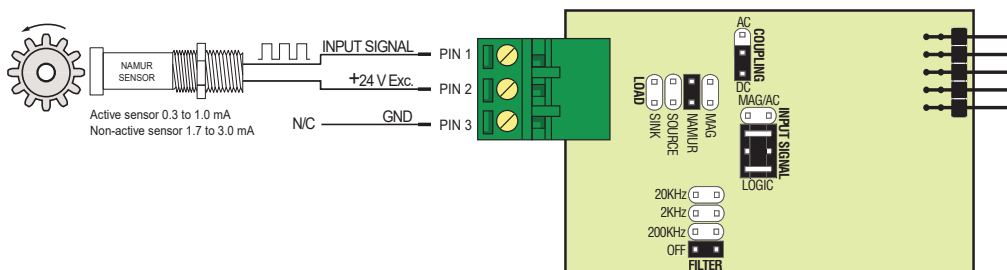 NAMUR
SENSOR
Active sensor 0.3 to 1.0 mA
Non-active sensor 1.7 to 3.0 mA
INPUT SIGNAL
PIN 1
+24 V Exc.
PIN 2
N/C
GND
PIN 3
AC
COUPLING
DC
LOAD
SINK
SOURCE
NAMUR
MAG
MAG/AC
INPUT SIGNAL
LOGIC
20KHz
2KHz
200KHz
OFF
FILTER